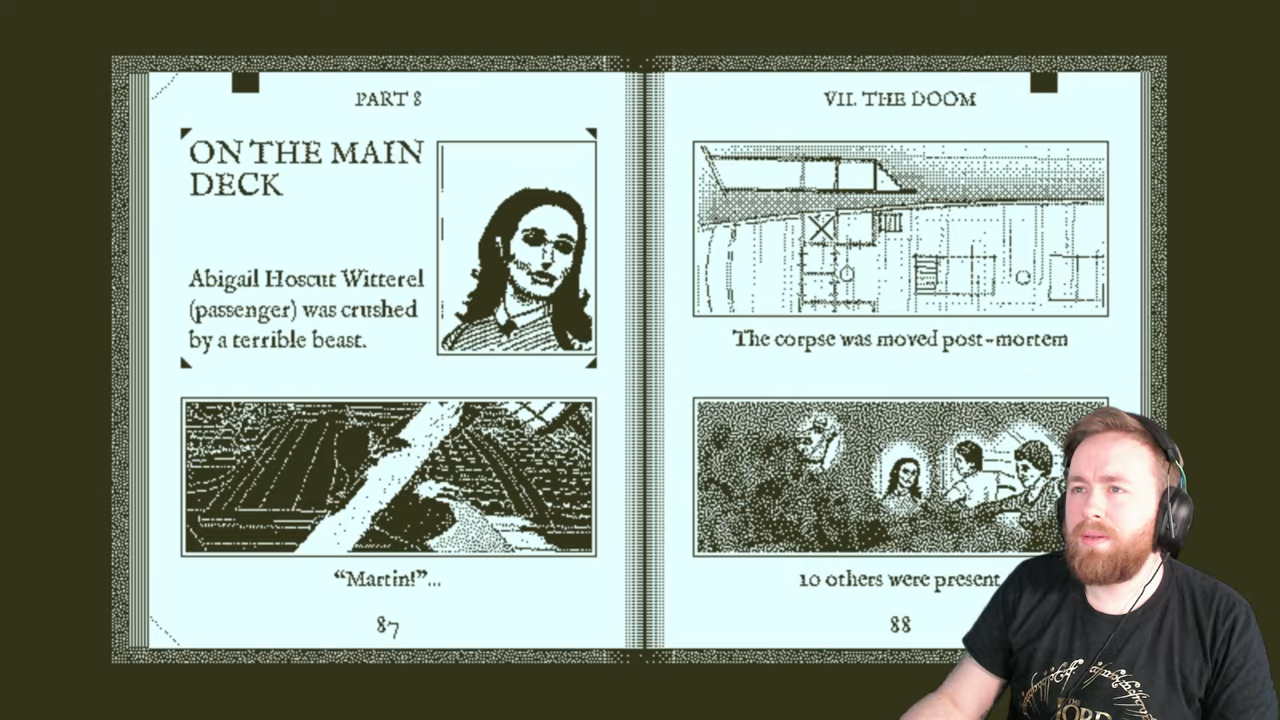 PART 8
ON THE MAIN
DECK
Abigail Hoscut Witterel
(passenger) was crushed
by a terrible beast.
“Martin!”...
87
VII. THE DOOM
The corpse was moved post-mortem
10 others were present
88